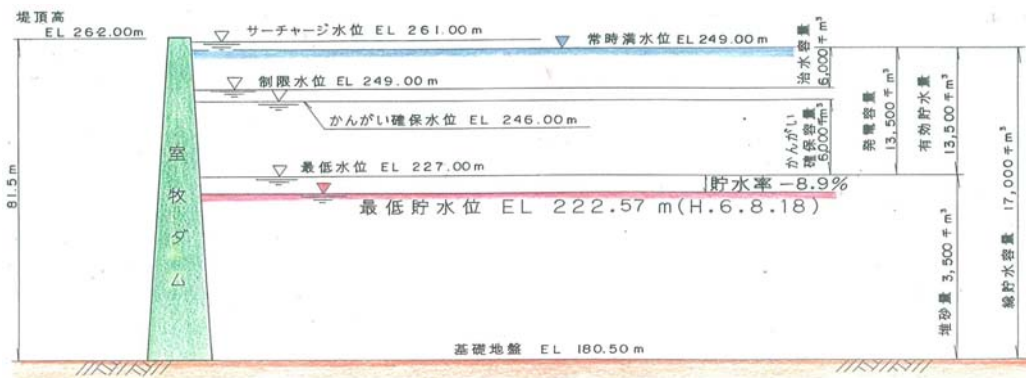 堤頂高
EL 262.00m
サーチャージ水位 EL 261.00m
常時満水位EL249.00m
制限水位 EL 249.00m
かんがい確保水位 EL 246.00m
最低水位 EL 227.00m
貯水率-8.9%
最低貯水位 EL 222.57m(H.6.8.18)
基礎地盤 EL 180.50m
81.5m
室牧ダム
治水容量
6,000千m³
かんがい
確保容量
6,000千m³
発電容量
13,500千m³
有効貯水量
13,500千m³
堆砂量 3,500千m³
総貯水容量 17,000千m³